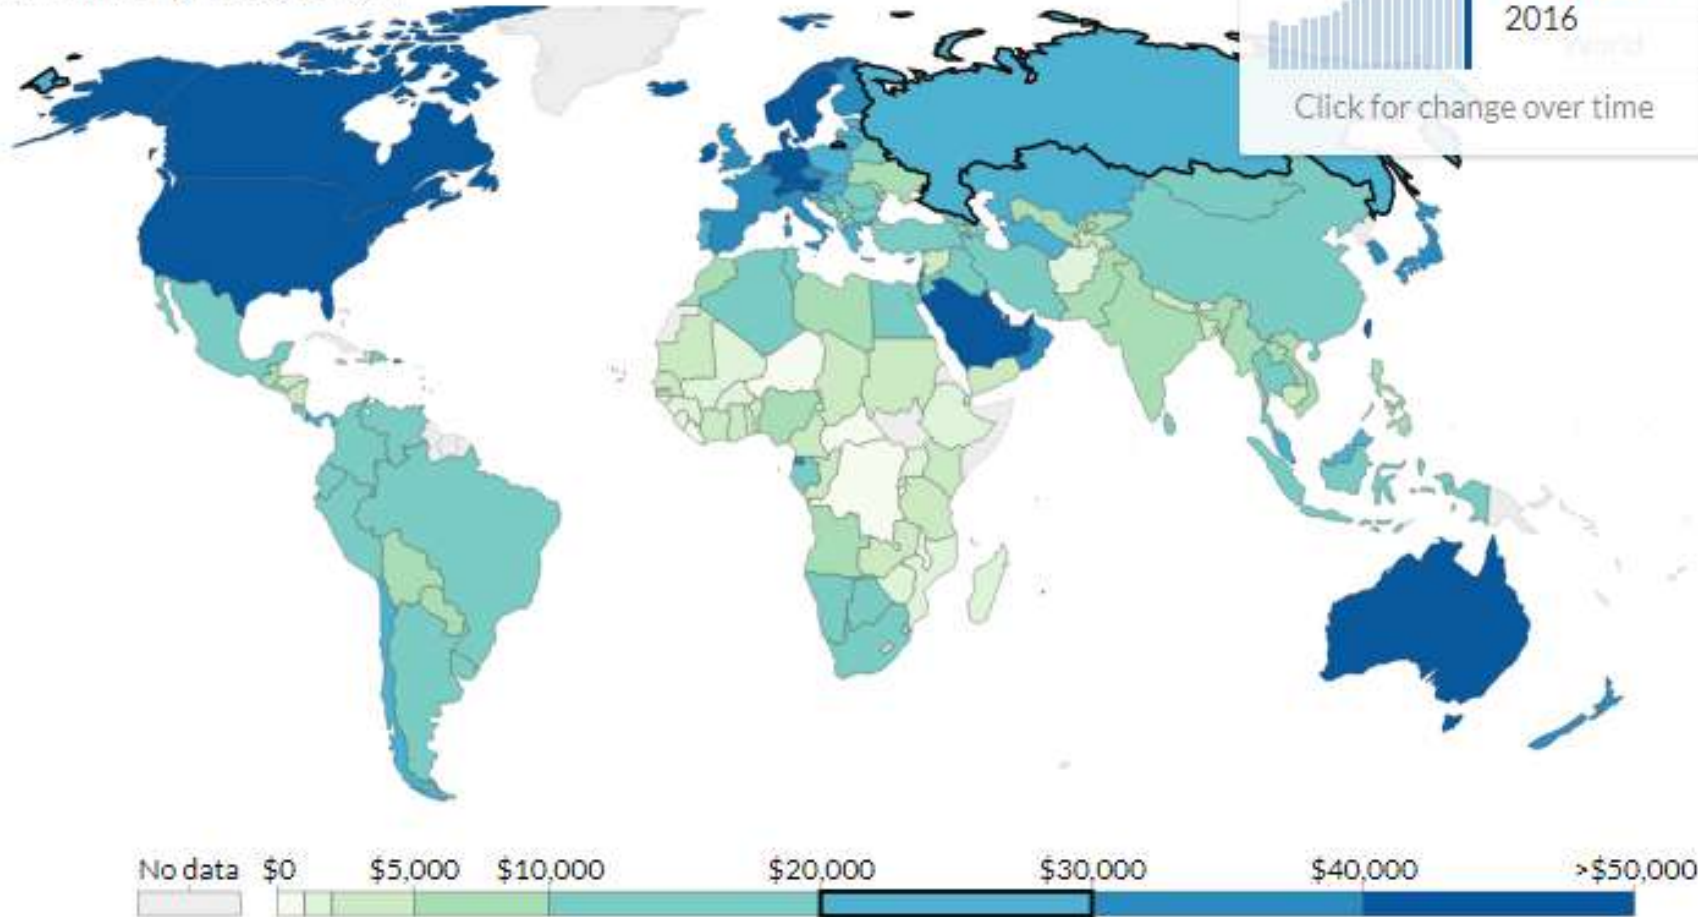 2016
World
Click for change over time
No data $0 $5,000 $10,000 $20,000 $30,000 $40,000 >$50,000